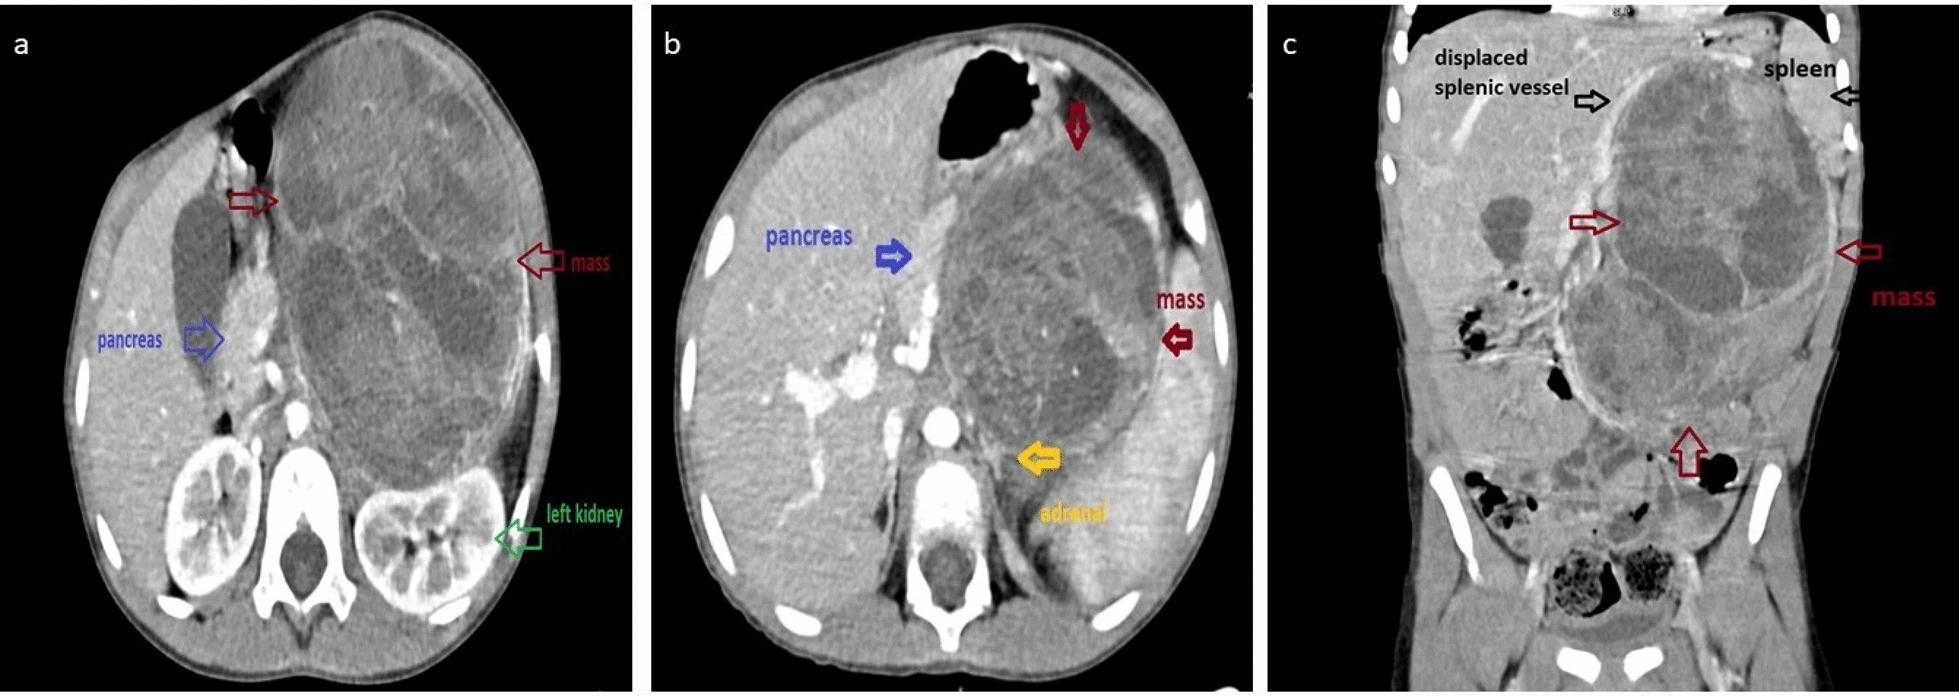 a
mass
pancreas
left kidney
b
pancreas
mass
adrenal
c
displaced
splenic vessel
spleen
mass